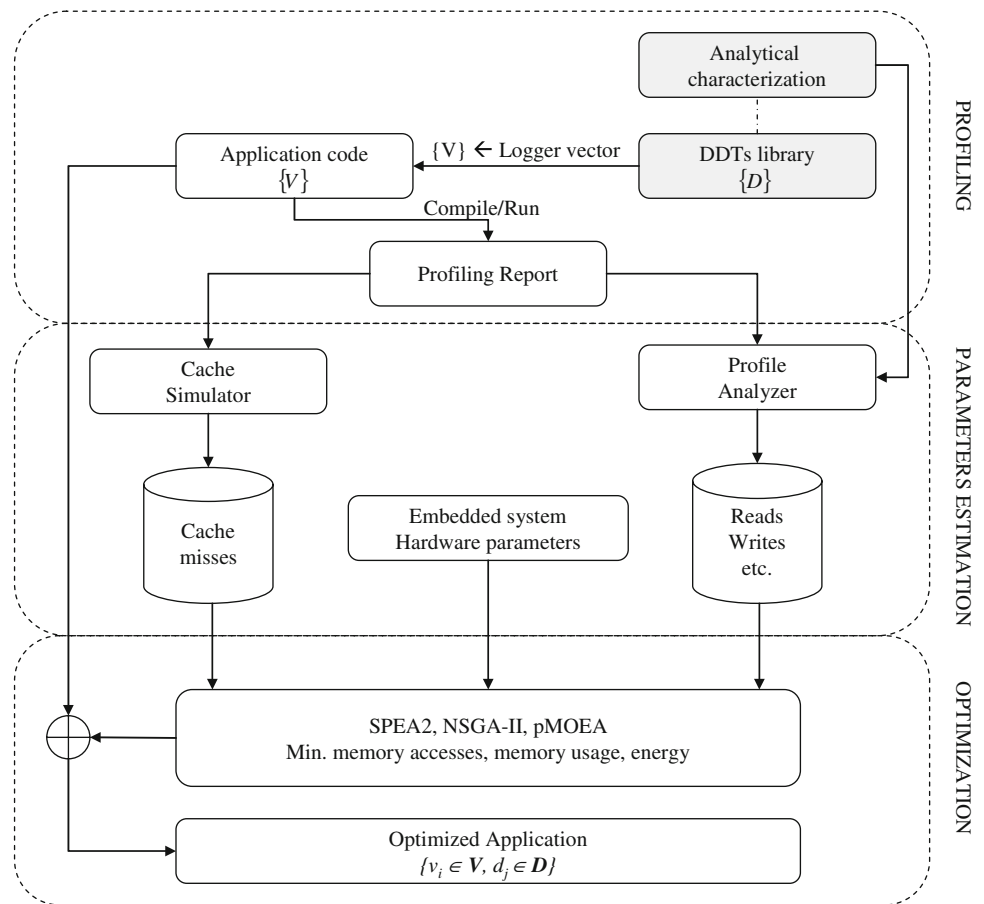 Analytical
characterization
PROFILING
Application code
{V}
{V} ← Logger vector
DDTs library
{D}
Compile/Run
Profiling Report
PARAMETERS ESTIMATION
Cache
Simulator
Profile
Analyzer
Cache
misses
Embedded system
Hardware parameters
Reads
Writes
etc.
OPTIMIZATION
SPEA2, NSGA-II, pMOEA
Min. memory accesses, memory usage, energy
Optimized Application
{v_i ∈ V, d_j ∈ D}